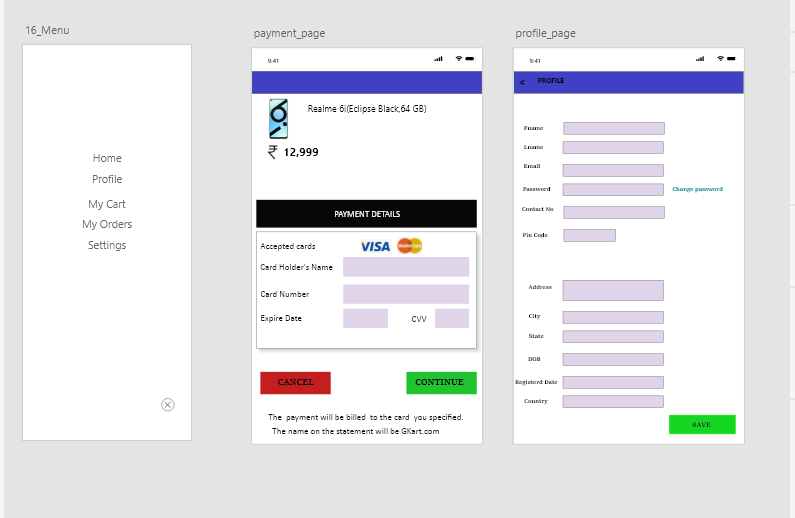 16_Menu
Home
Profile
My Cart
My Orders
Settings
payment_page
9:41
Realme 6i(Eclipse Black,64 GB)
₹ 12,999
PAYMENT DETAILS
Accepted cards VISA MasterCard
Card Holder's Name
Card Number
Expire Date CVV
CANCEL CONTINUE
The payment will be billed to the card you specified.
The name on the statement will be GKart.com
profile_page
9:41
< PROFILE
Fname
Lname
Email
Password Change password
Contact No
Pin Code
Address
City
State
DOB
Registerd Date
Country
SAVE